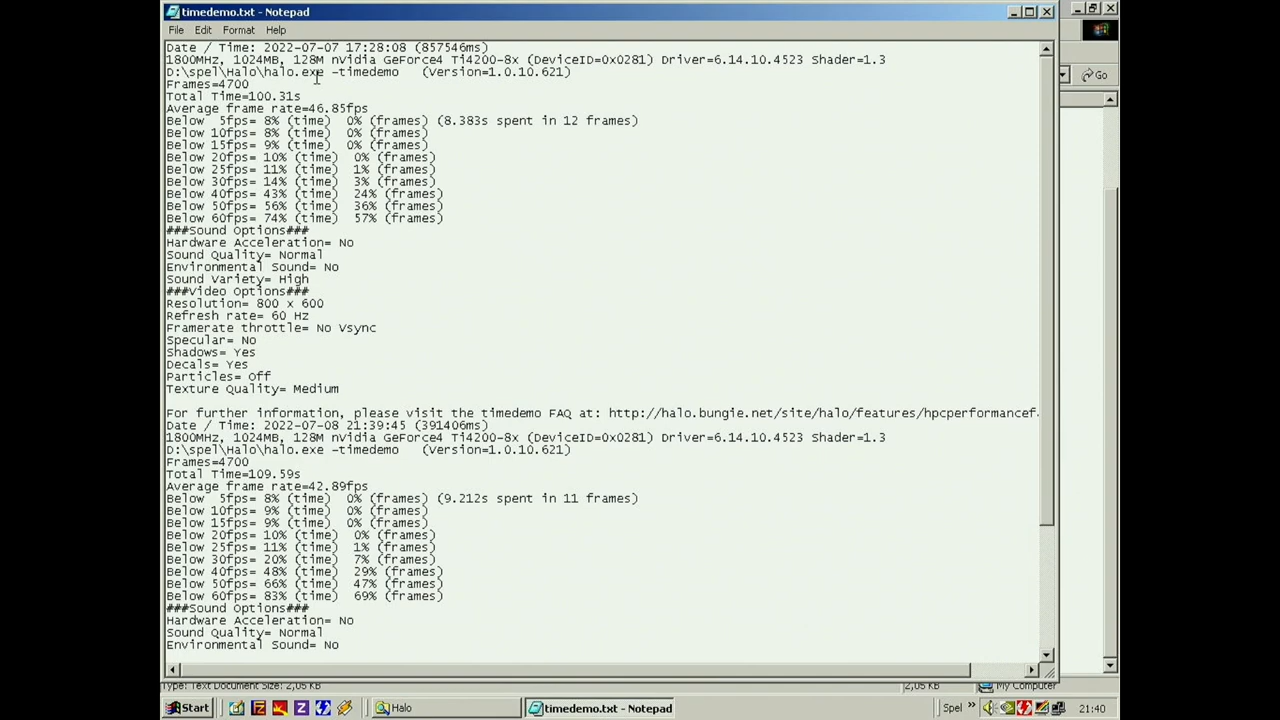 timedemo.txt - Notepad
File Edit Format Help
Date / Time: 2022-07-07 17:28:08 (857546ms)
1800MHz, 1024MB, 128M nVidia GeForce4 Ti4200-8x (DeviceID=0x0281) Driver=6.14.10.4523 Shader=1.3
D:\spel\Halo\halo.exe -timedemo (Version=1.0.10.621)
Frames=4700
Total Time=100.31s
Average frame rate=46.85fps
Below 5fps= 8% (time) 0% (frames) (8.383s spent in 12 frames)
Below 10fps= 8% (time) 0% (frames)
Below 15fps= 9% (time) 0% (frames)
Below 20fps= 10% (time) 0% (frames)
Below 25fps= 11% (time) 1% (frames)
Below 30fps= 14% (time) 3% (frames)
Below 40fps= 43% (time) 24% (frames)
Below 50fps= 56% (time) 36% (frames)
Below 60fps= 74% (time) 57% (frames)
###Sound Options###
Hardware Acceleration= No
Sound Quality= Normal
Environmental Sound= No
Sound Variety= High
###Video Options###
Resolution= 800 x 600
Refresh rate= 60 Hz
Framerate throttle= No Vsync
Specular= No
Shadows= Yes
Decals= Yes
Particles= Off
Texture Quality= Medium
For further information, please visit the timedemo FAQ at: http://halo.bungie.net/site/halo/features/hpcperformancef.
Date / Time: 2022-07-08 21:39:45 (391406ms)
1800MHz, 1024MB, 128M nVidia GeForce4 Ti4200-8x (DeviceID=0x0281) Driver=6.14.10.4523 Shader=1.3
D:\spel\Halo\halo.exe -timedemo (Version=1.0.10.621)
Frames=4700
Total Time=109.59s
Average frame rate=42.89fps
Below 5fps= 8% (time) 0% (frames) (9.212s spent in 11 frames)
Below 10fps= 9% (time) 0% (frames)
Below 15fps= 9% (time) 0% (frames)
Below 20fps= 10% (time) 0% (frames)
Below 25fps= 11% (time) 1% (frames)
Below 30fps= 20% (time) 7% (frames)
Below 40fps= 48% (time) 29% (frames)
Below 50fps= 66% (time) 47% (frames)
Below 60fps= 83% (time) 69% (frames)
###Sound Options###
Hardware Acceleration= No
Sound Quality= Normal
Environmental Sound= No
Go
Type: Text Document Size: 2,05 KB 2,05 KB My Computer
Start Halo timedemo.txt - Notepad Spel » 21:40